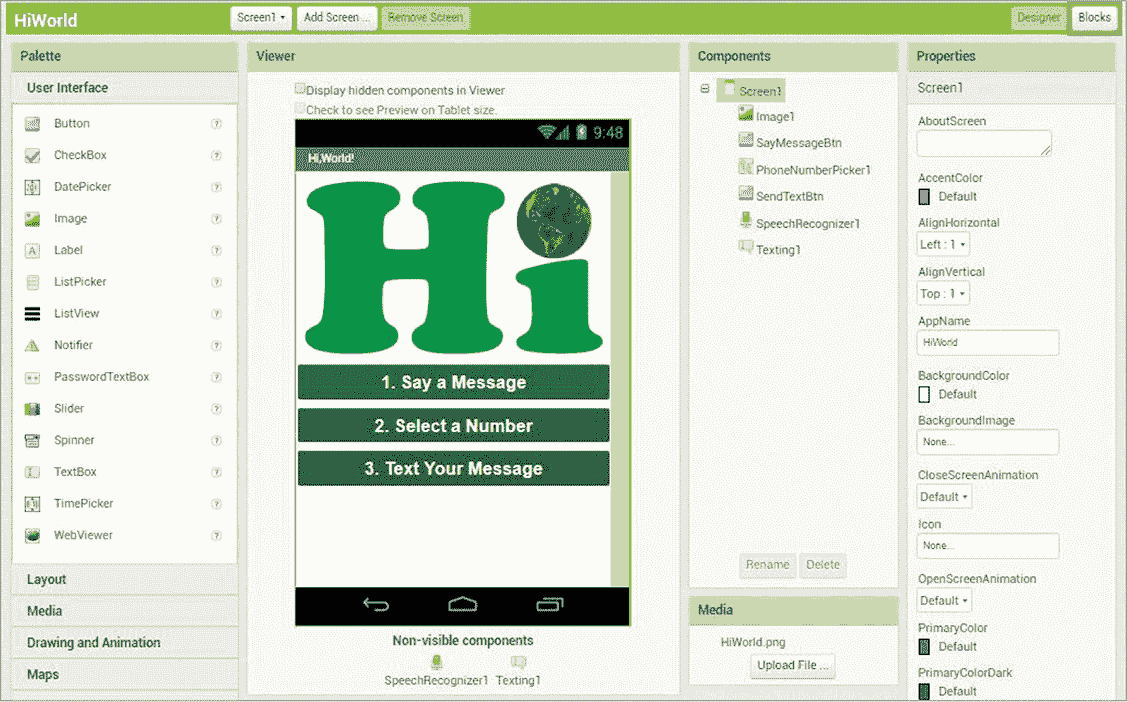 HiWorld
Screen1
Add Screen ...
Remove Screen
Designer
Blocks
Palette
User Interface
Button
?
CheckBox
?
DatePicker
?
Image
?
Label
?
ListPicker
?
ListView
?
Notifier
?
PasswordTextBox
?
Slider
?
Spinner
?
TextBox
?
TimePicker
?
WebViewer
?
Layout
Media
Drawing and Animation
Maps
Viewer
Display hidden components in Viewer
Check to see Preview on Tablet size.
9:48
Hi,World!
Hi
1. Say a Message
2. Select a Number
3. Text Your Message
Non-visible components
SpeechRecognizer1 Texting1
Components
Screen1
Image1
SayMessageBtn
PhoneNumberPicker1
SendTextBtn
SpeechRecognizer1
Texting1
Rename
Delete
Media
HiWorld.png
Upload File ...
Properties
Screen1
AboutScreen
AccentColor
Default
AlignHorizontal
Left : 1
AlignVertical
Top : 1
AppName
HiWorld
BackgroundColor
Default
BackgroundImage
None...
CloseScreenAnimation
Default
Icon
None...
OpenScreenAnimation
Default
PrimaryColor
Default
PrimaryColorDark
Default